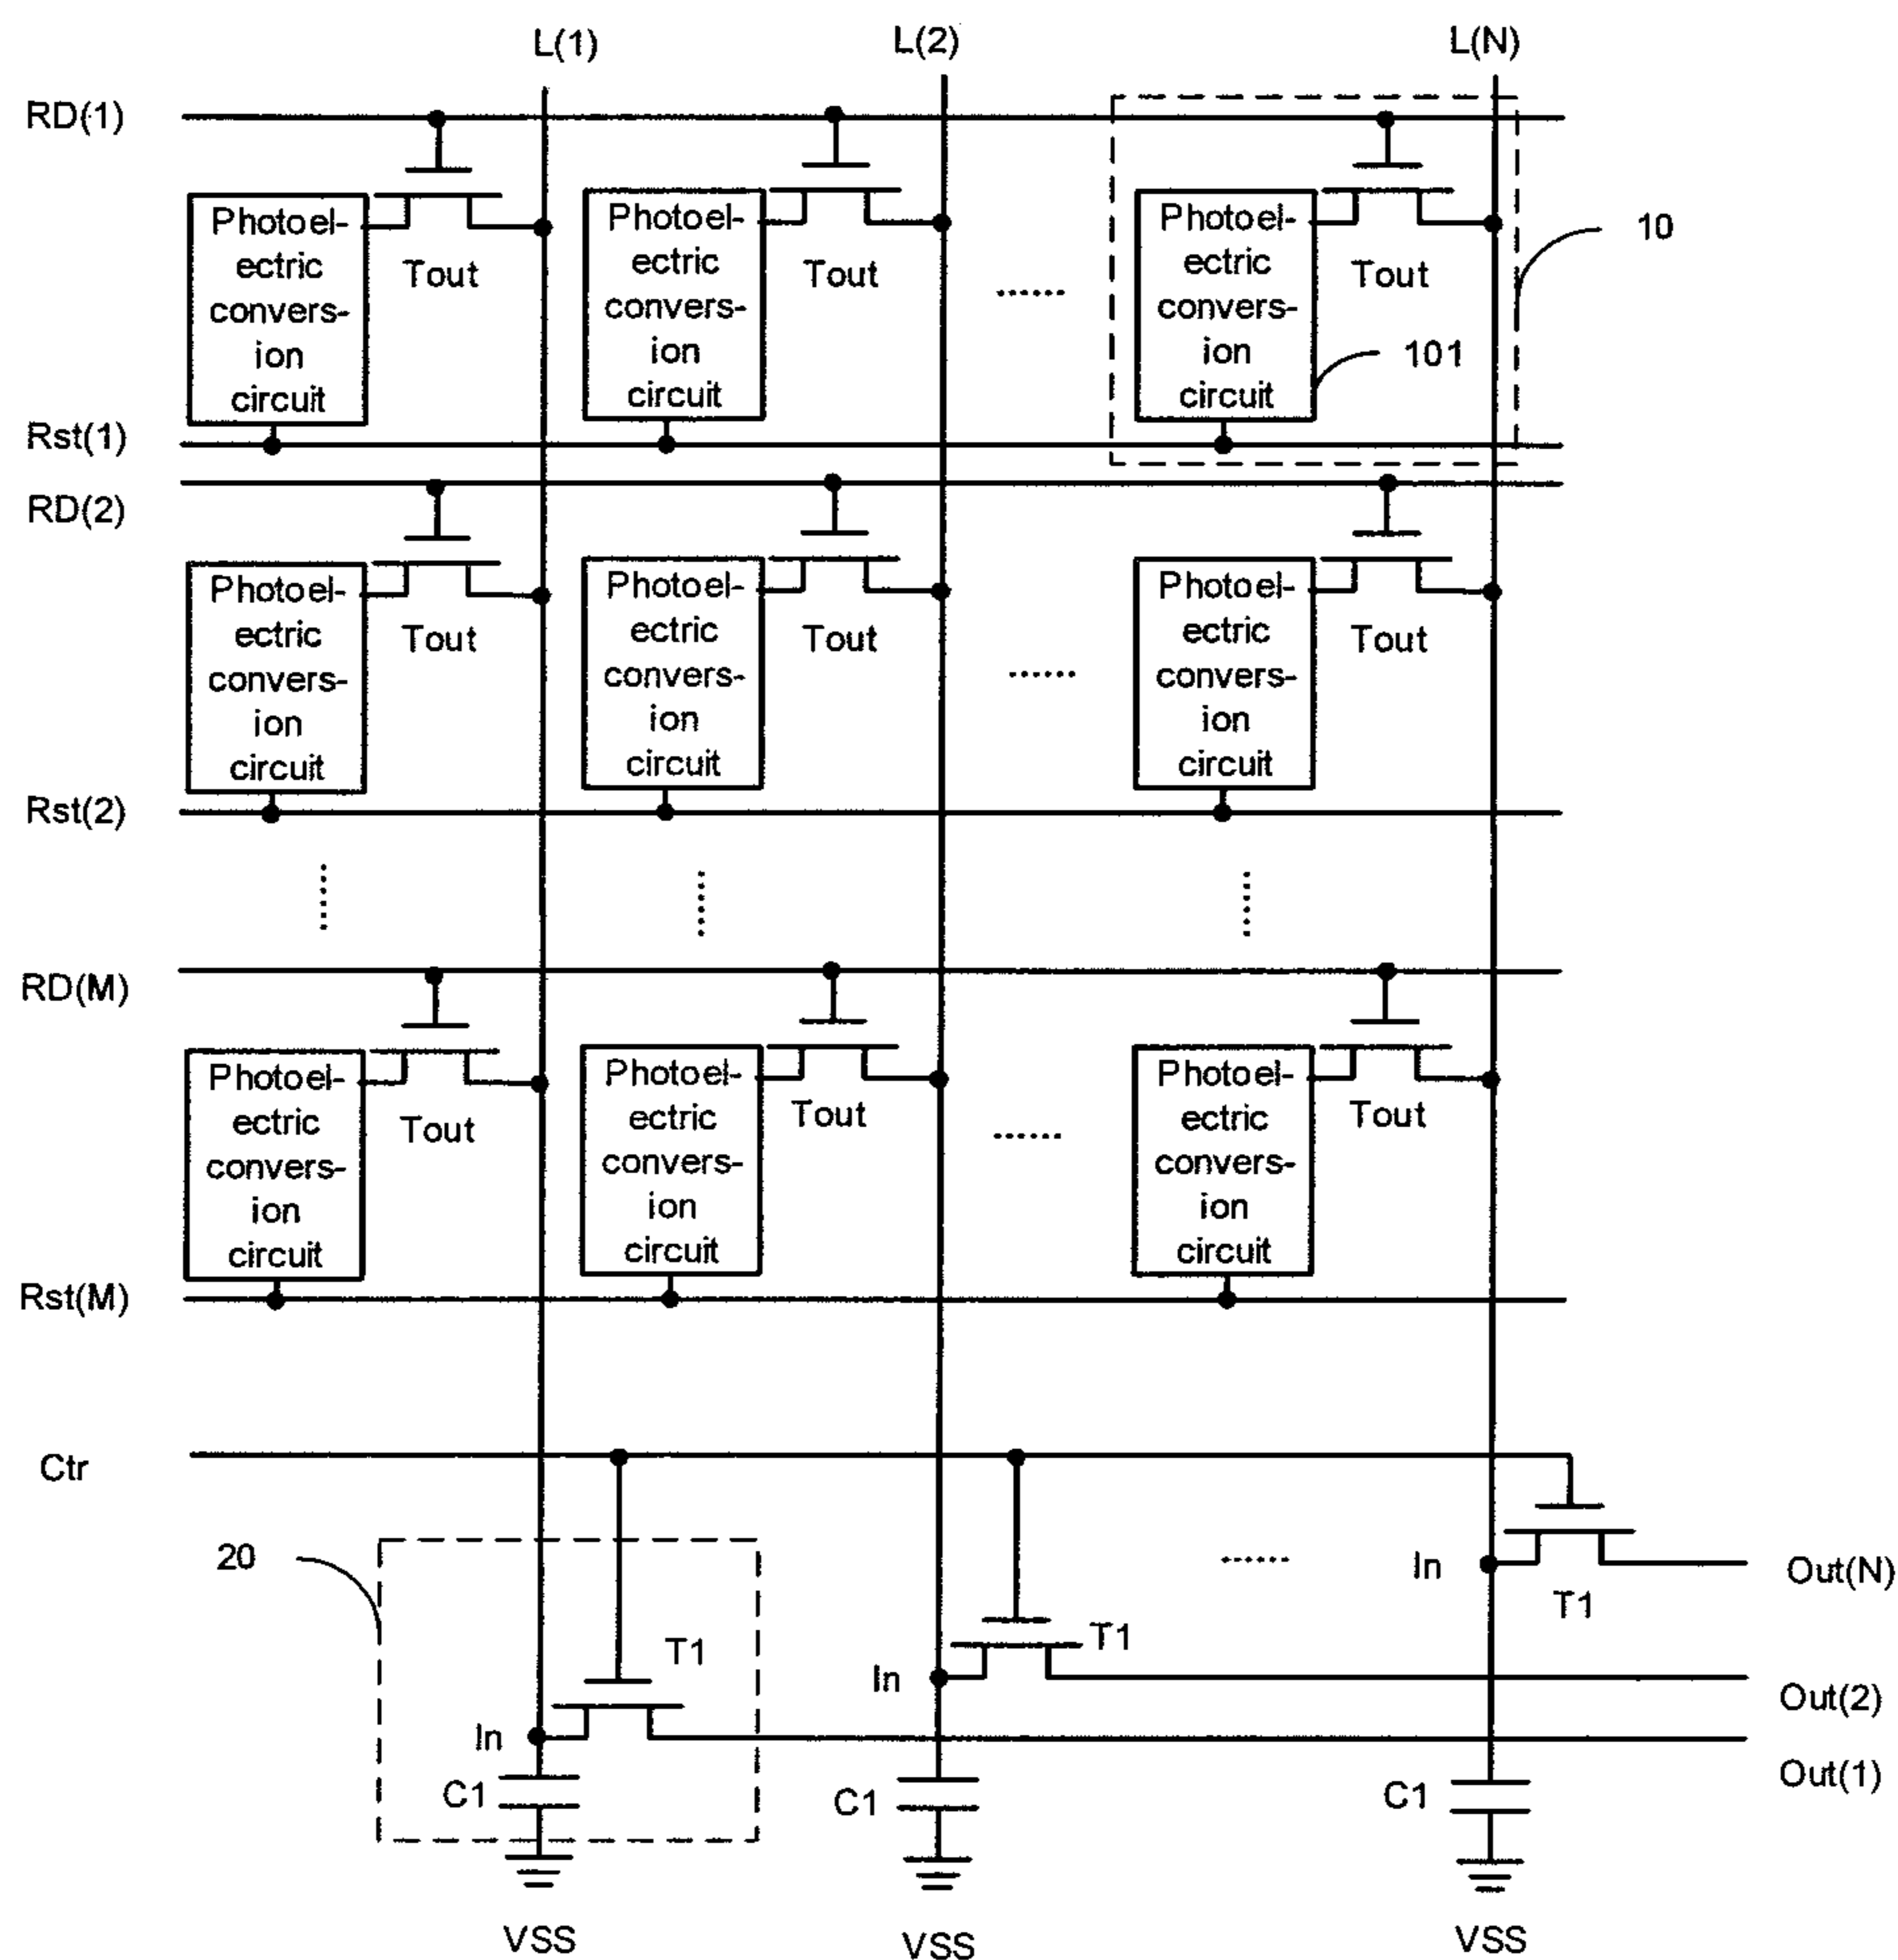 L(1)
L(2)
L(N)
RD(1)
Photoel-
ectric
convers-
ion
circuit
Tout
Photoel-
ectric
convers-
ion
circuit
Tout
......
Photoel-
ectric
convers-
ion
circuit
Tout
10
101
Rst(1)
RD(2)
Photoel-
ectric
convers-
ion
circuit
Tout
Photoel-
ectric
convers-
ion
circuit
Tout
......
Photoel-
ectric
convers-
ion
circuit
Tout
Rst(2)
RD(M)
Photoel-
ectric
convers-
ion
circuit
Tout
Photoel-
ectric
convers-
ion
circuit
Tout
......
Photoel-
ectric
convers-
ion
circuit
Tout
Rst(M)
Ctr
20
......
In
T1
Out(N)
In
T1
Out(2)
In
T1
Out(1)
C1
C1
C1
VSS
VSS
VSS